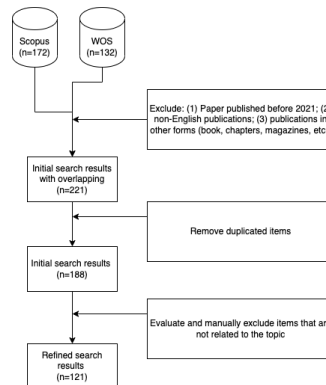 Scopus
(n=172)
WOS
(n=132)
Exclude: (1) Paper published before 2021; (2
non-English publications; (3) publications in
other forms (book, chapters, magazines, etc
Initial search results
with overlapping
(n=221)
Remove duplicated items
Initial search results
(n=188)
Evaluate and manually exclude items that ar
not related to the topic
Refined search
results
(n=121)